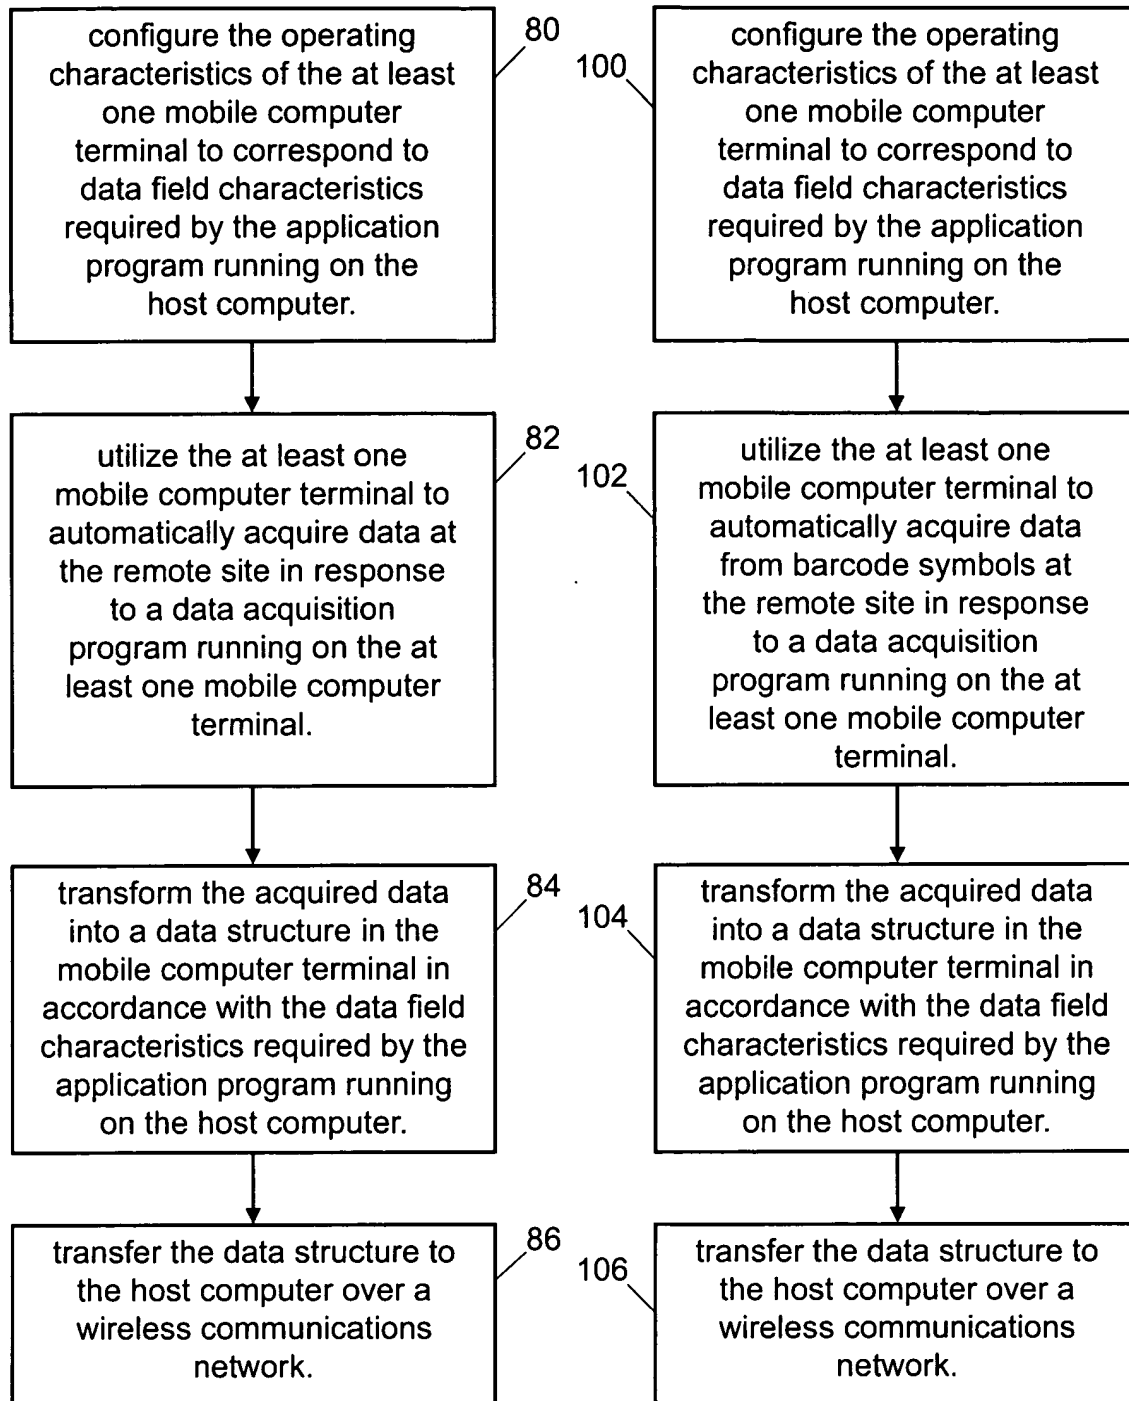 configure the operating
characteristics of the at least
one mobile computer
terminal to correspond to
data field characteristics
required by the application
program running on the
host computer.
80
utilize the at least one
mobile computer terminal to
automatically acquire data at
the remote site in response
to a data acquisition
program running on the at
least one mobile computer
terminal.
82
transform the acquired data
into a data structure in the
mobile computer terminal in
accordance with the data field
characteristics required by the
application program running
on the host computer.
84
transfer the data structure to
the host computer over a
wireless communications
network.
86
100
configure the operating
characteristics of the at least
one mobile computer
terminal to correspond to
data field characteristics
required by the application
program running on the
host computer.
102
utilize the at least one
mobile computer terminal to
automatically acquire data
from barcode symbols at
the remote site in response
to a data acquisition
program running on the at
least one mobile computer
terminal.
104
transform the acquired data
into a data structure in the
mobile computer terminal in
accordance with the data field
characteristics required by the
application program running
on the host computer.
106
transfer the data structure to
the host computer over a
wireless communications
network.